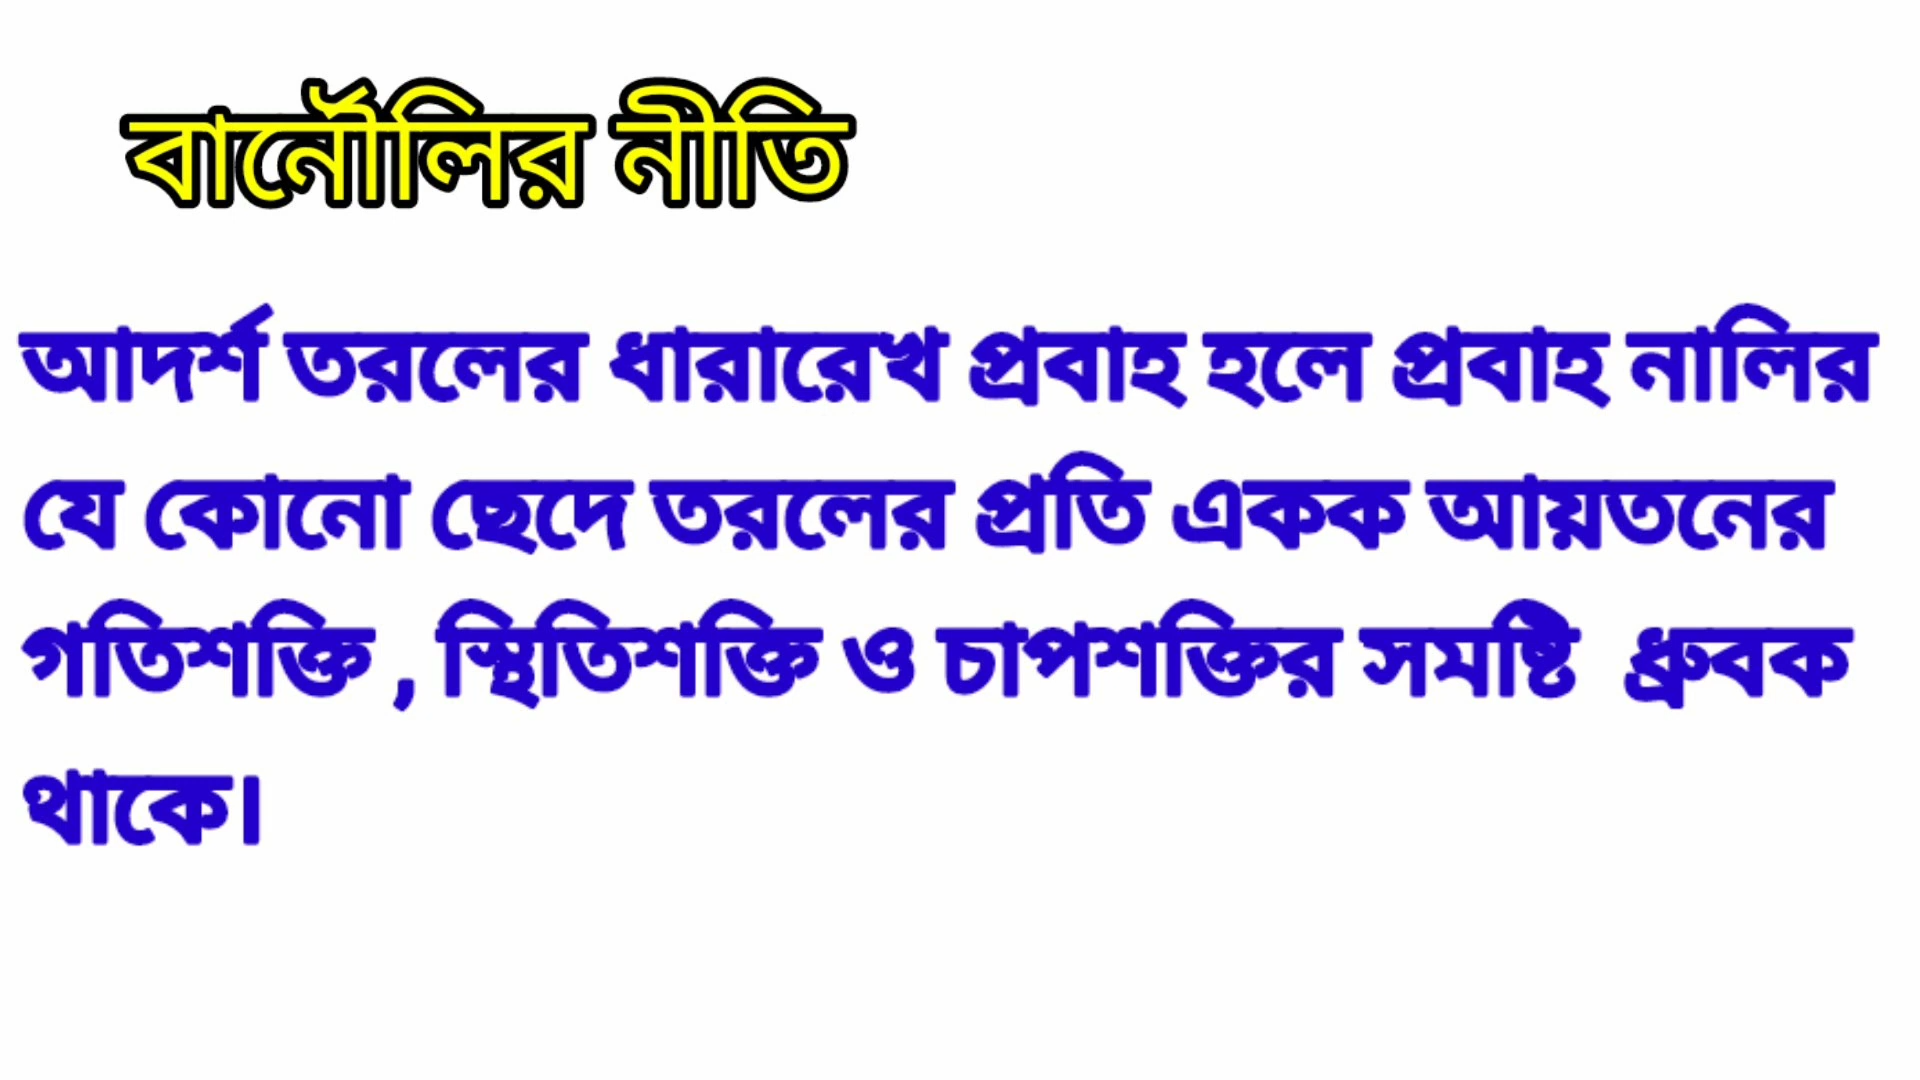 বার্নৌলির নীতি
আদর্শ তরলের ধারারেখ প্রবাহ হলে প্রবাহ নালির
যে কোনো ছেদে তরলের প্রতি একক আয়তনের
গতিশক্তি , স্থিতিশক্তি ও চাপশক্তির সমষ্টি ধ্রুবক
থাকে।